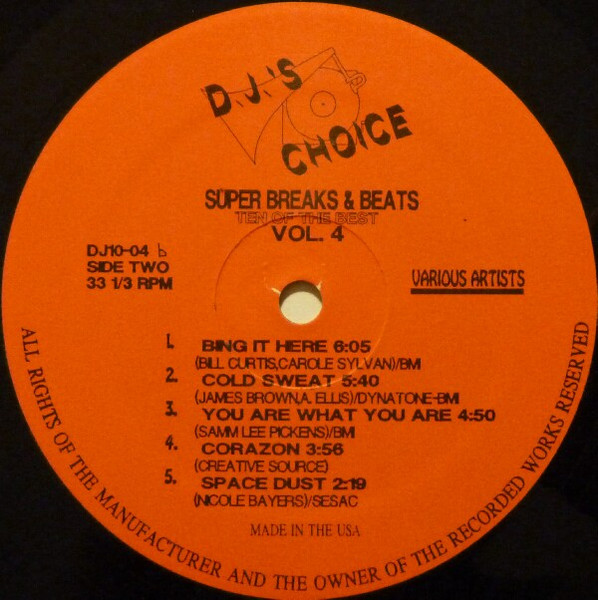 D.J.'S
CHOICE
SUPER BREAKS & BEATS
TEN OF THE BEST
VOL. 4
DJ10-04 b
SIDE TWO
33 1/3 RPM
VARIOUS ARTISTS
1. BING IT HERE 6:05
(BILL CURTIS,CAROLE SYLVAN)/BMI
2. COLD SWEAT 5:40
(JAMES BROWN,A. ELLIS)/DYNATONE-BMI
3. YOU ARE WHAT YOU ARE 4:50
(SAMM LEE PICKENS)/BMI
4. CORAZON 3:56
(CREATIVE SOURCE)
5. SPACE DUST 2:19
(NICOLE BAYERS)/SESAC
MADE IN THE USA
ALL RIGHTS OF THE MANUFACTURER AND THE OWNER OF THE RECORDED WORKS RESERVED